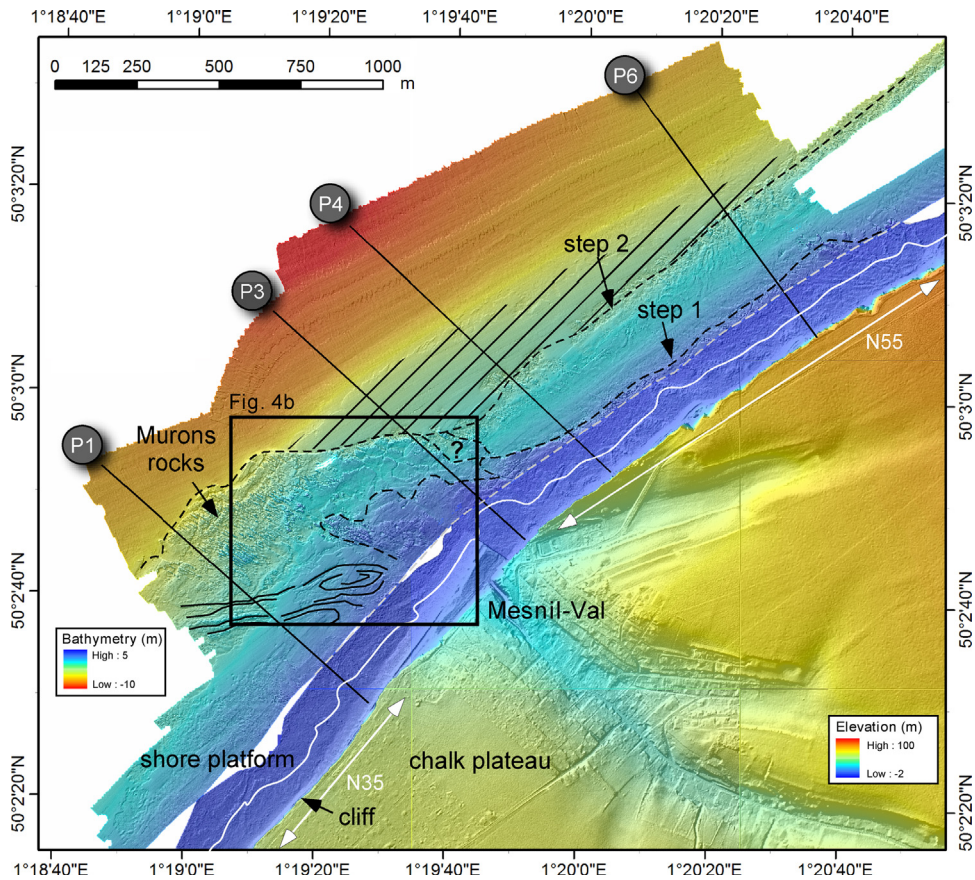 1°18'40"E 1°19'0"E 1°19'20"E 1°19'40"E 1°20'0"E 1°20'20"E 1°20'40"E
0 125 250 500 750 1000
m
P6
50°3'20"N
50°3'20"N
P4
step 2
P3
step 1
N55
50°3'0"N
50°3'0"N
Fig. 4b
P1
Murons
rocks
?
50°2'40"N
50°2'40"N
Mesnil-Val
Bathymetry (m)
High : 5
Low : -10
Elevation (m)
High : 100
Low : -2
shore platform
N35
chalk plateau
cliff
50°2'20"N
50°2'20"N
1°18'40"E 1°19'0"E 1°19'20"E 1°19'40"E 1°20'0"E 1°20'20"E 1°20'40"E